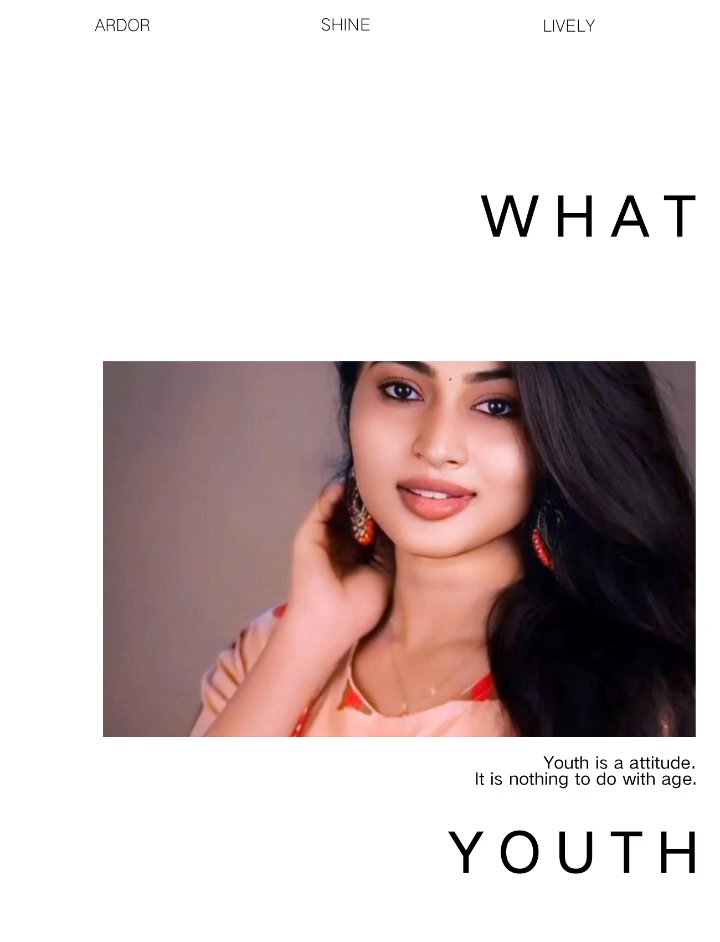 ARDOR SHINE LIVELY
WHAT
Youth is a attitude.
It is nothing to do with age.
YOUTH